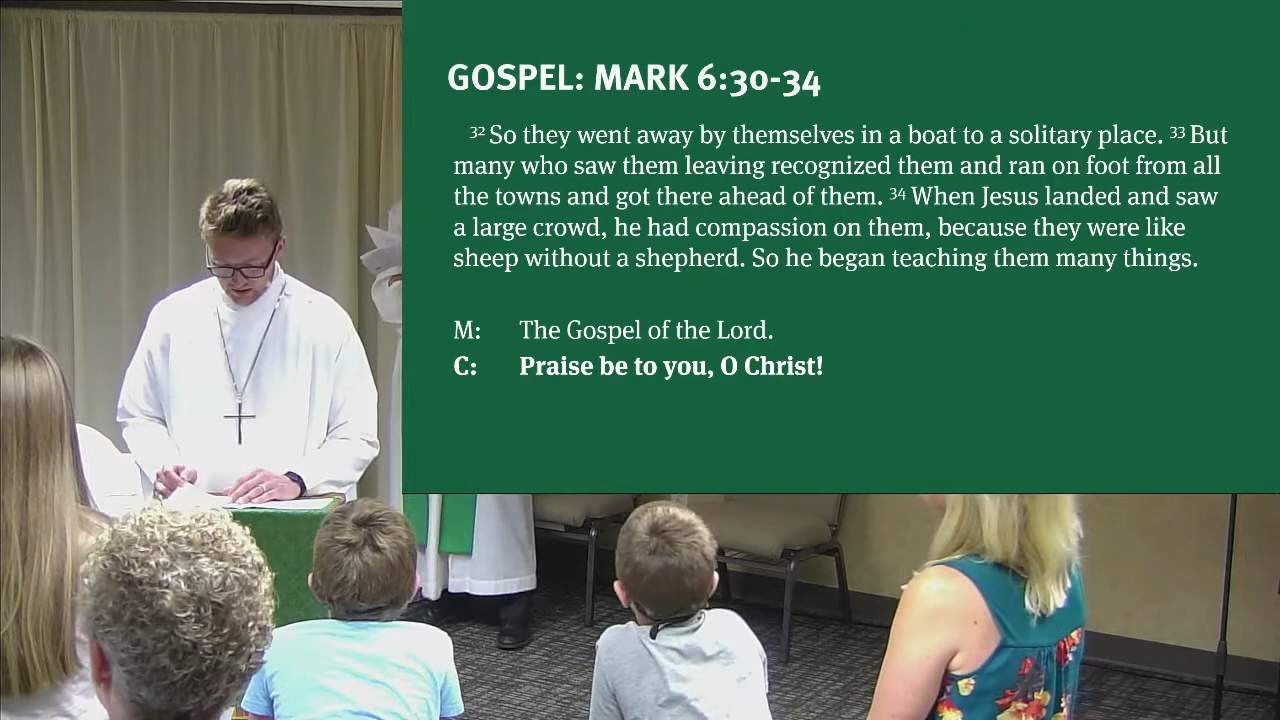 GOSPEL: MARK 6:30-34
32 So they went away by themselves in a boat to a solitary place. 33 But
many who saw them leaving recognized them and ran on foot from all
the towns and got there ahead of them. 34 When Jesus landed and saw
a large crowd, he had compassion on them, because they were like
sheep without a shepherd. So he began teaching them many things.
M: The Gospel of the Lord.
C: Praise be to you, O Christ!